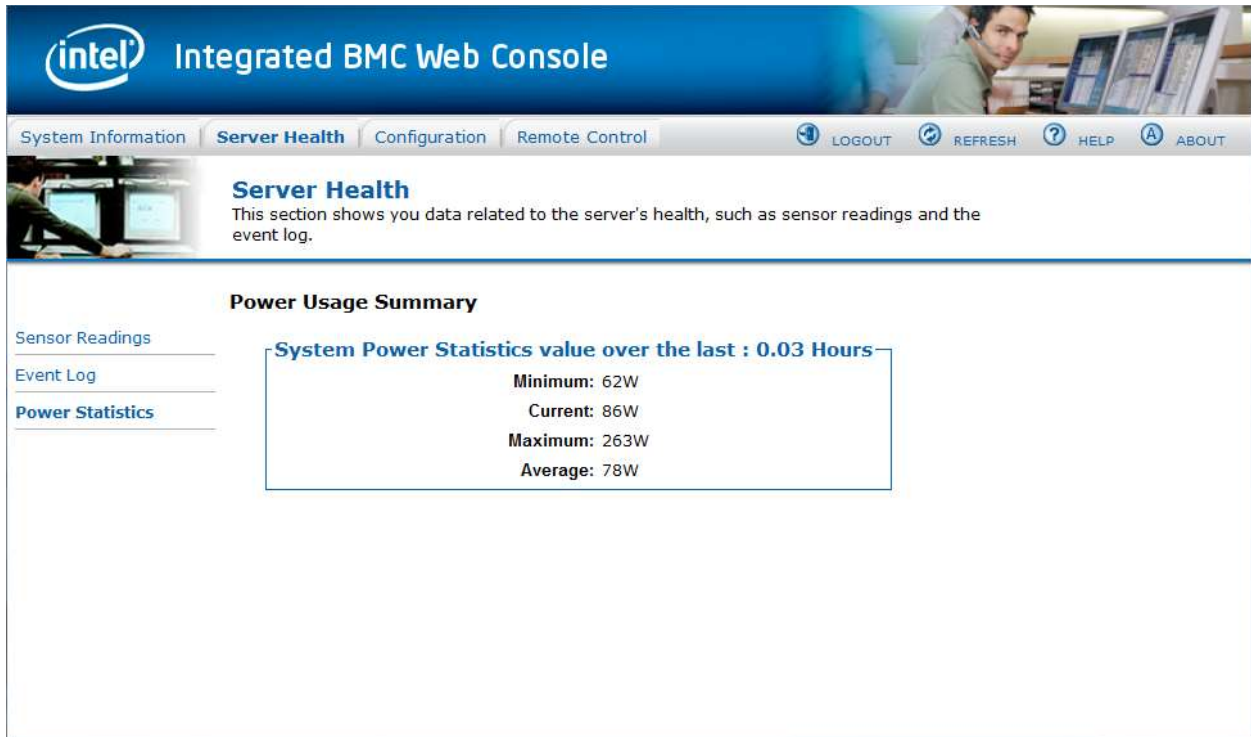 intel Integrated BMC Web Console
System Information | Server Health | Configuration | Remote Control LOGOUT REFRESH ? HELP A ABOUT
Server Health
This section shows you data related to the server's health, such as sensor readings and the
event log.
Power Usage Summary
Sensor Readings
Event Log
Power Statistics
System Power Statistics value over the last : 0.03 Hours
Minimum: 62W
Current: 86W
Maximum: 263W
Average: 78W